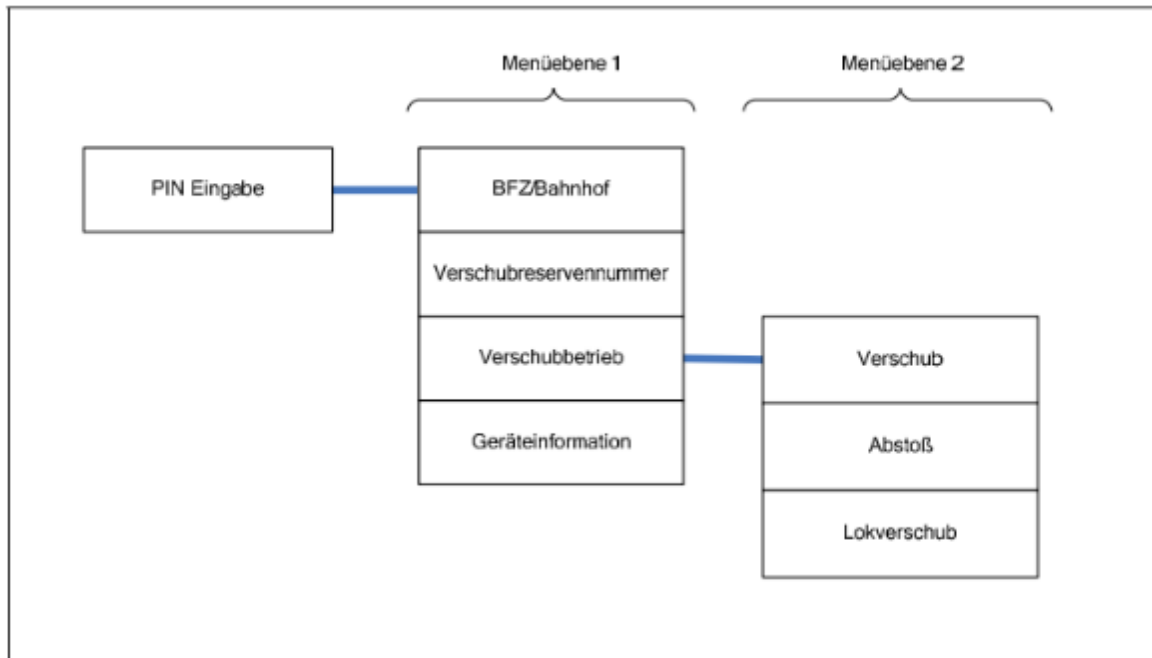 Menüebene 1
Menüebene 2
PIN Eingabe
BFZ/Bahnhof
Verschubreservennummer
Verschubbetrieb
Geräteinformation
Verschub
Abstoß
Lokverschub